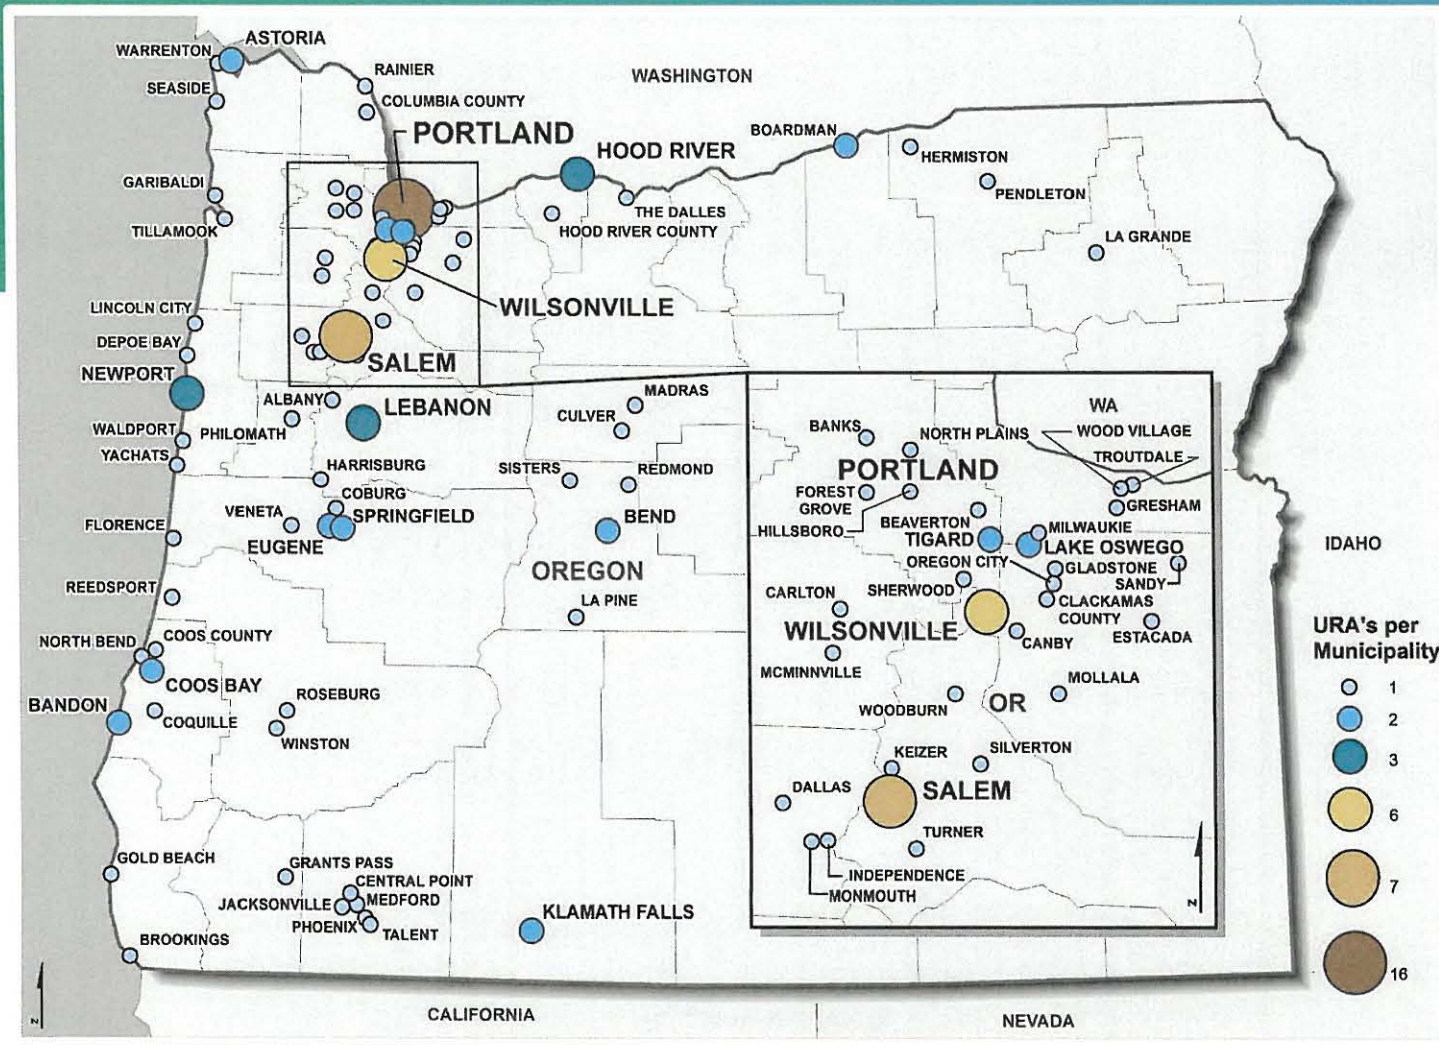 WARRENTON
ASTORIA
SEASIDE
RAINIER
COLUMBIA COUNTY
WASHINGTON
PORTLAND
HOOD RIVER
BOARDMAN
HERMISTON
PENDLETON
GARIBALDI
TILLAMOOK
THE DALLES
HOOD RIVER COUNTY
LA GRANDE
LINCOLN CITY
WILSONVILLE
DEPOE BAY
SALEM
NEWPORT
ALBANY
LEBANON
MADRAS
CULVER
WALDPORT
PHILOMATH
YACHATS
HARRISBURG
SISTERS
REDMOND
COBURG
VENETA
SPRINGFIELD
BEND
FLORENCE
EUGENE
OREGON
REEDSPORT
LA PINE
NORTH BEND
COOS COUNTY
COOS BAY
BANDON
ROSEBURG
COQUILLE
WINSTON
GOLD BEACH
GRANTS PASS
CENTRAL POINT
JACKSONVILLE
MEDFORD
PHOENIX
TALENT
KLAMATH FALLS
BROOKINGS
N
CALIFORNIA
NEVADA
IDAHO
WA
BANKS
NORTH PLAINS
WOOD VILLAGE
TROUTDALE
PORTLAND
FOREST
GROVE
GRESHAM
HILLSBORO
BEAVERTON
MILWAUKIE
TIGARD
LAKE OSWEGO
OREGON CITY
GLADSTONE
SANDY
SHERWOOD
CARLTON
CLACKAMAS
COUNTY
ESTACADA
WILSONVILLE
CANBY
MCMINNVILLE
MOLLALA
WOODBURN
OR
KEIZER
SILVERTON
DALLAS
SALEM
TURNER
INDEPENDENCE
MONMOUTH
N
URA's per
Municipality
1
2
3
6
7
16